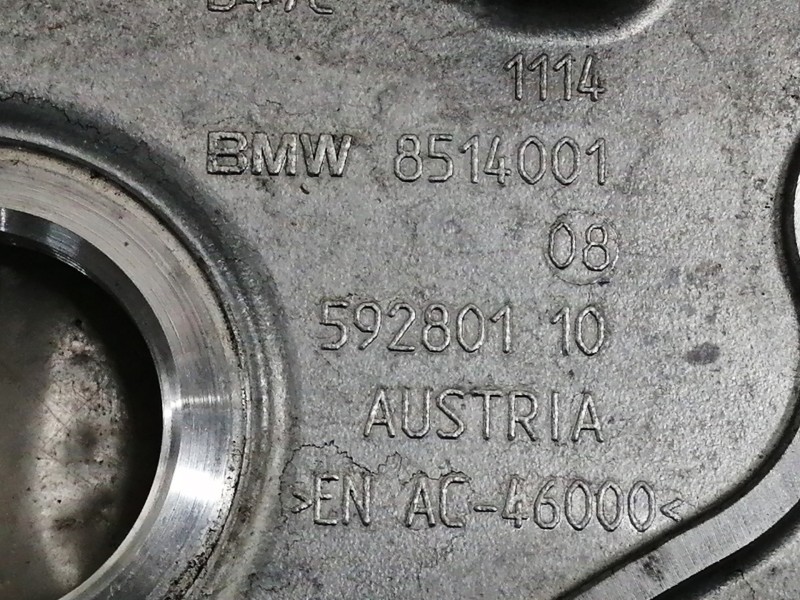 1114
BMW 8514001
08
592801 10
AUSTRIA
>EN AC-46000<